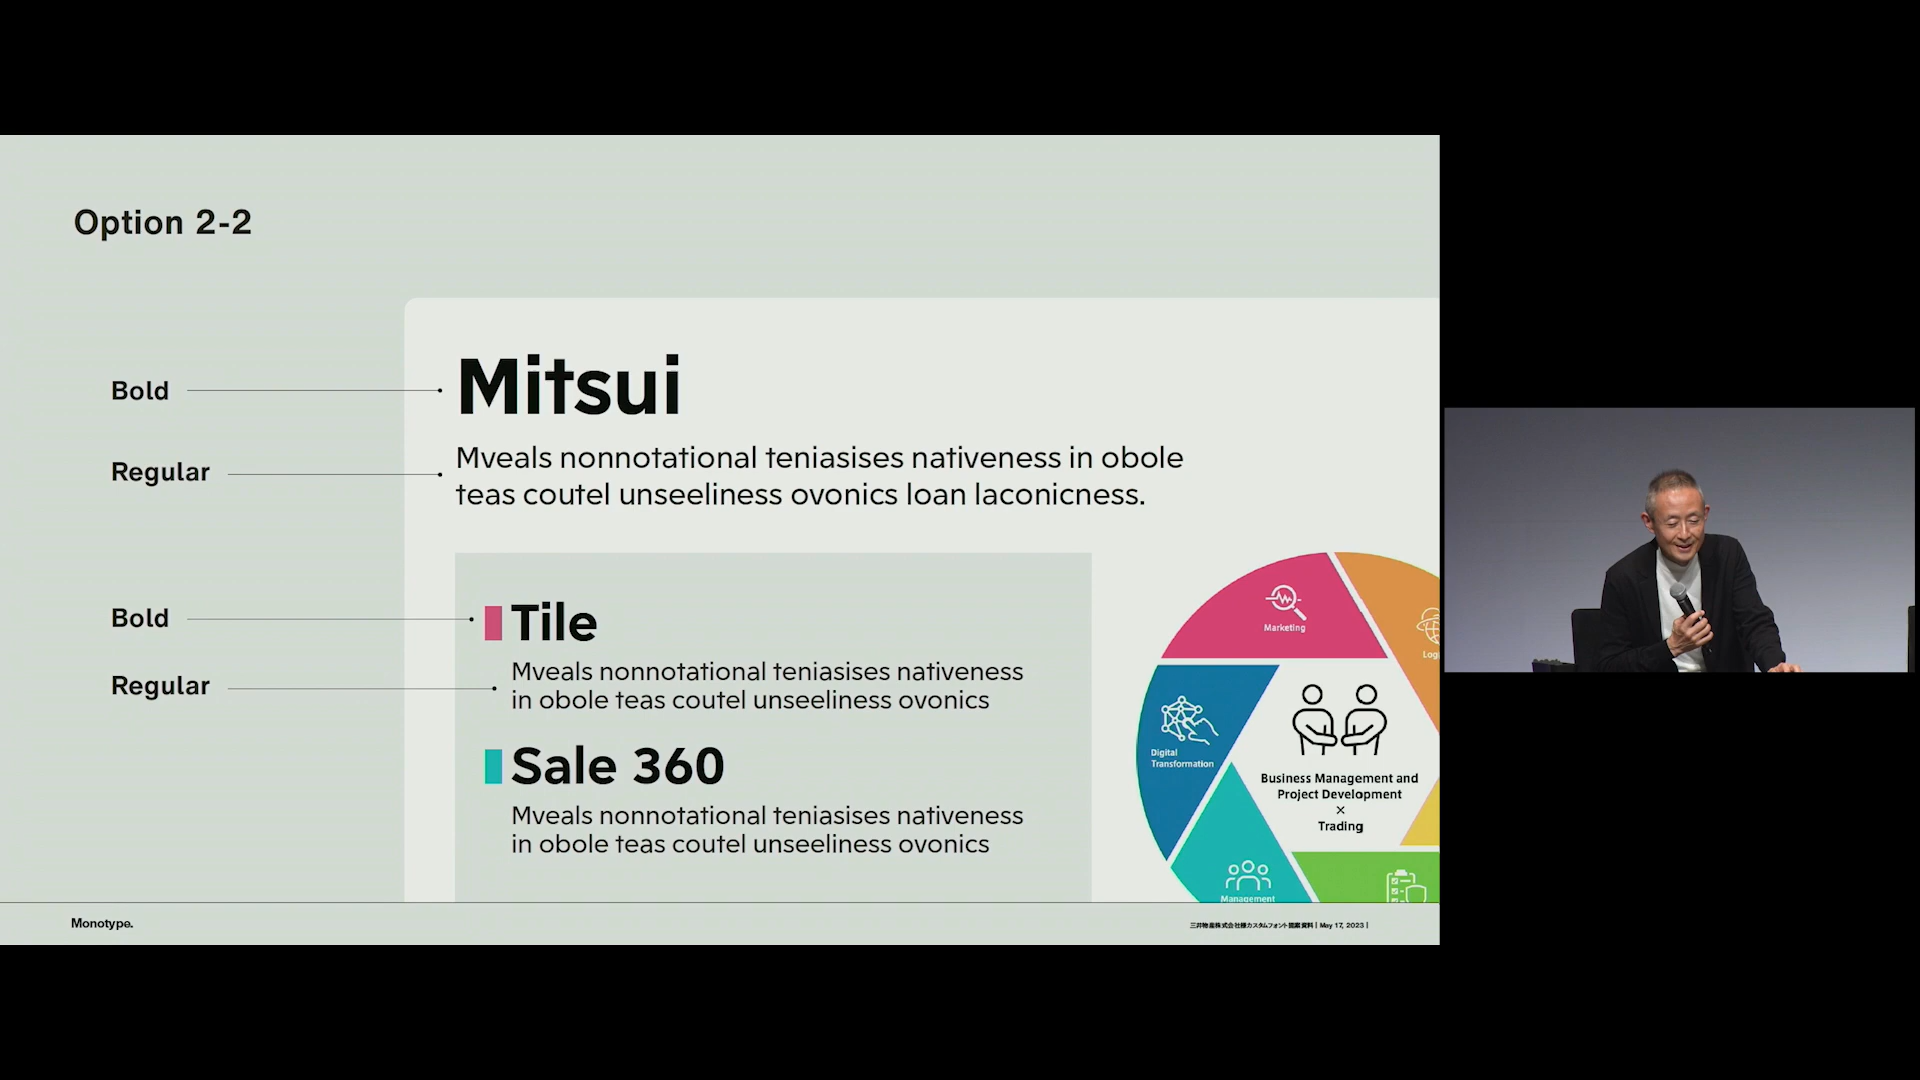 Option 2-2
Bold
Mitsui
Regular
Mveals nonnotational teniasises nativeness in obole
teas coutel unseeliness ovonics loan laconicness.
Bold
Tile
Regular
Mveals nonnotational teniasises nativeness
in obole teas coutel unseeliness ovonics
Sale 360
Mveals nonnotational teniasises nativeness
in obole teas coutel unseeliness ovonics
Marketing
Digital
Transformation
Business Management and
Project Development
×
Trading
Management
Monotype.
三井物産株式会社様カスタムフォント提案資料 | May 17, 2023 |